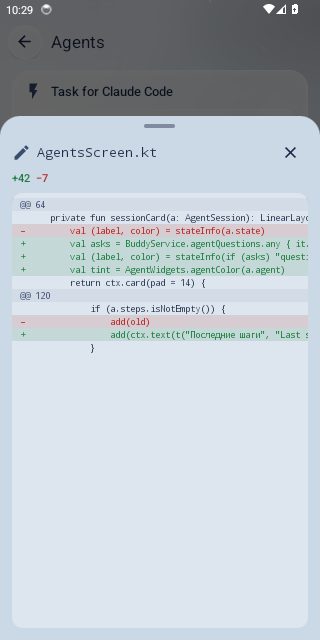 10:29
Agents
Task for Claude Code
AgentsScreen.kt
+42 −7
@@ 64
private fun sessionCard(a: AgentSession): LinearLayo
− val (label, color) = stateInfo(a.state)
+ val asks = BuddyService.agentQuestions.any { it.
+ val (label, color) = stateInfo(if (asks) "quest
+ val tint = AgentWidgets.agentColor(a.agent)
return ctx.card(pad = 14) {
@@ 120
if (a.steps.isNotEmpty()) {
− add(old)
+ add(ctx.text(t("Последние шаги", "Last s
}